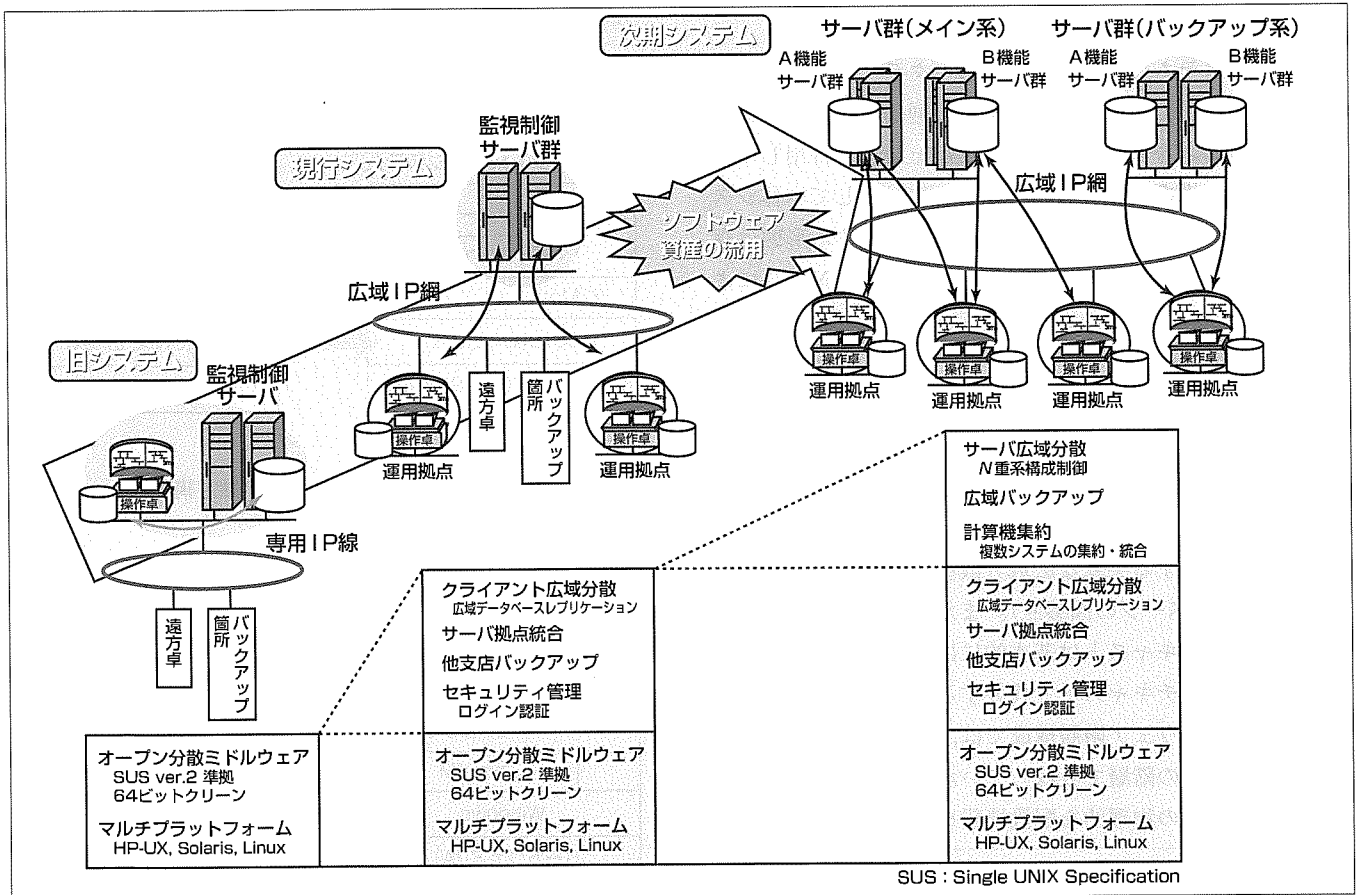 次期システム
サーバ群(メイン系)
サーバ群(バックアップ系)
A機能
サーバ群
B機能
サーバ群
A機能
サーバ群
B機能
サーバ群
広域IP網
運用拠点
操作卓
運用拠点
操作卓
運用拠点
操作卓
運用拠点
操作卓
ソフトウェア
資産の流用
現行システム
監視制御
サーバ群
広域IP網
操作卓
運用拠点
遠方卓
バックアップ
箇所
操作卓
運用拠点
旧システム
監視制御
サーバ
操作卓
専用IP線
遠方卓
バックアップ
箇所
オープン分散ミドルウェア
SUS ver.2 準拠
64ビットクリーン
マルチプラットフォーム
HP-UX, Solaris, Linux
クライアント広域分散
広域データベースレプリケーション
サーバ拠点統合
他支店バックアップ
セキュリティ管理
ログイン認証
オープン分散ミドルウェア
SUS ver.2 準拠
64ビットクリーン
マルチプラットフォーム
HP-UX, Solaris, Linux
サーバ広域分散
N重系構成制御
広域バックアップ
計算機集約
複数システムの集約・統合
クライアント広域分散
広域データベースレプリケーション
サーバ拠点統合
他支店バックアップ
セキュリティ管理
ログイン認証
オープン分散ミドルウェア
SUS ver.2 準拠
64ビットクリーン
マルチプラットフォーム
HP-UX, Solaris, Linux
SUS : Single UNIX Specification